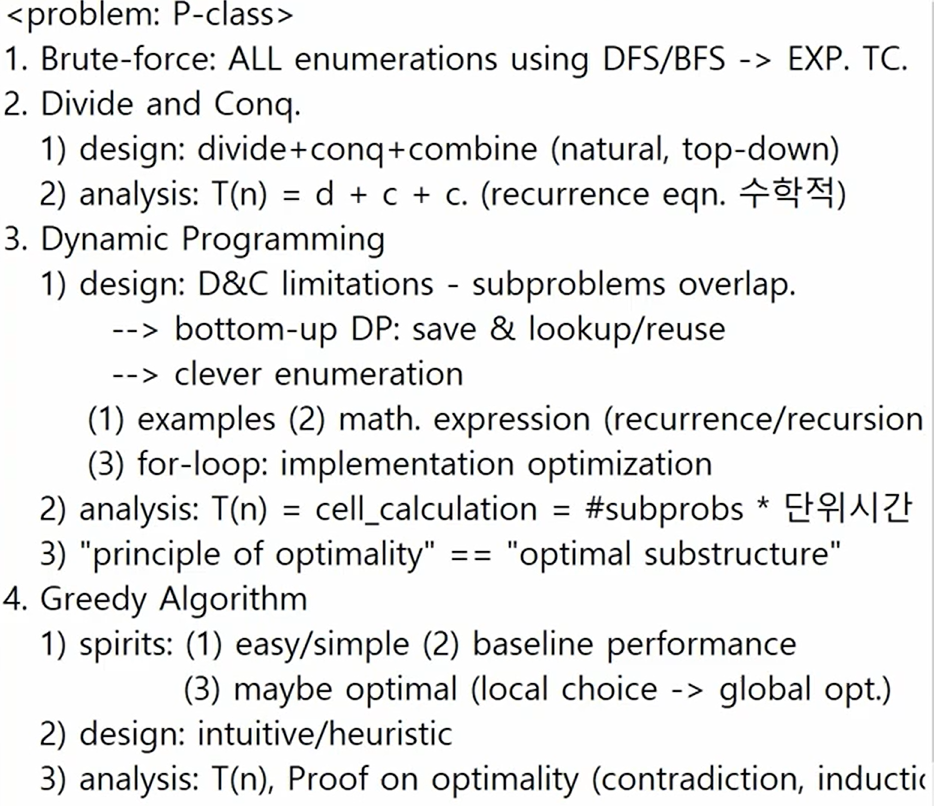 <problem: P-class>
1. Brute-force: ALL enumerations using DFS/BFS -> EXP. TC.
2. Divide and Conq.
1) design: divide+conq+combine (natural, top-down)
2) analysis: T(n) = d + c + c. (recurrence eqn. 수학적)
3. Dynamic Programming
1) design: D&C limitations - subproblems overlap.
--> bottom-up DP: save & lookup/reuse
--> clever enumeration
(1) examples (2) math. expression (recurrence/recursion
(3) for-loop: implementation optimization
2) analysis: T(n) = cell_calculation = #subprobs * 단위시간
3) "principle of optimality" == "optimal substructure"
4. Greedy Algorithm
1) spirits: (1) easy/simple (2) baseline performance
(3) maybe optimal (local choice -> global opt.)
2) design: intuitive/heuristic
3) analysis: T(n), Proof on optimality (contradiction, inductic